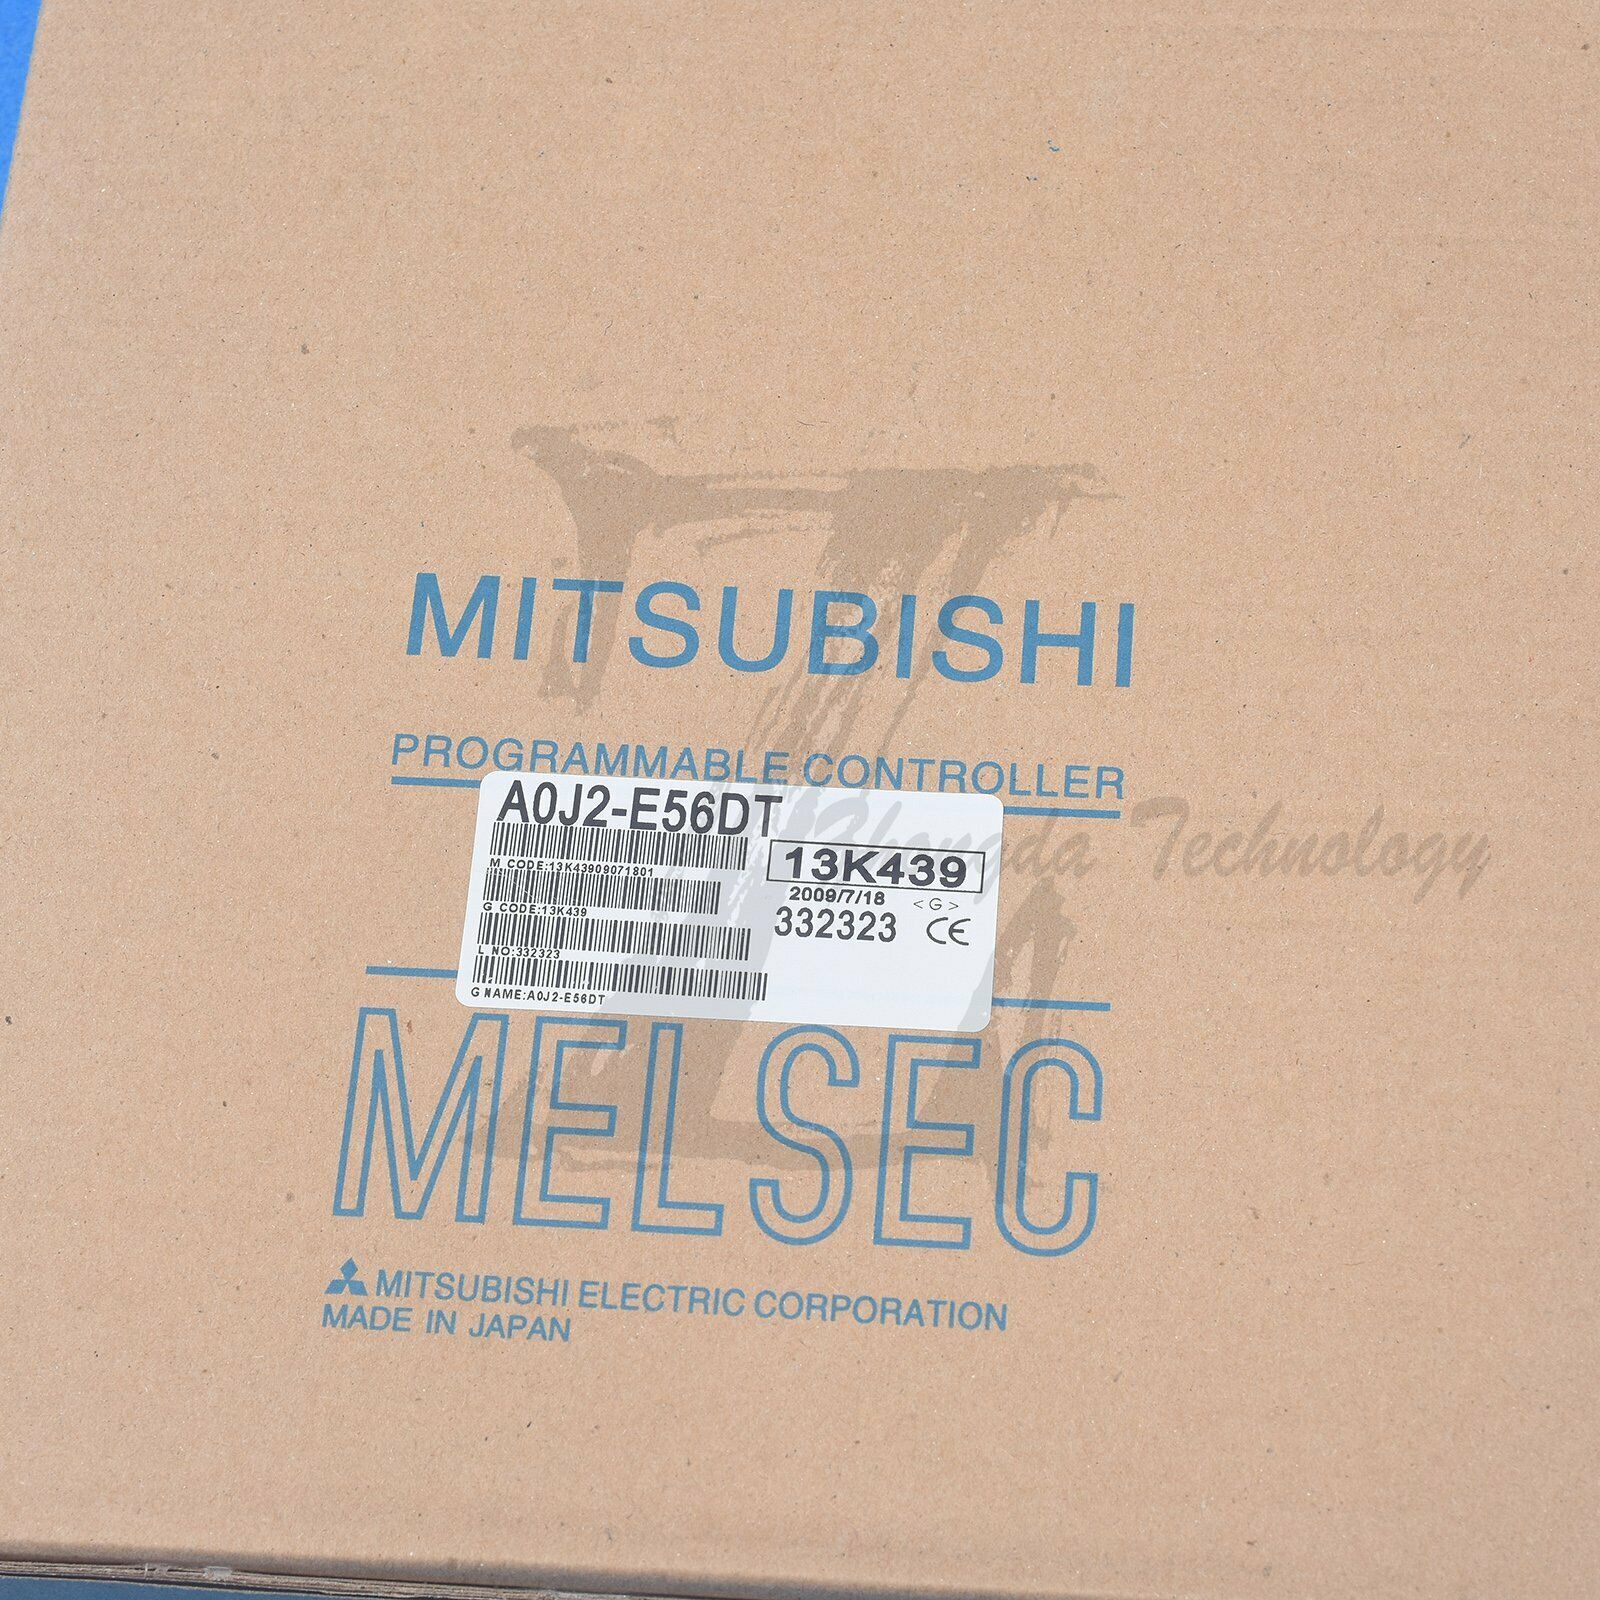 MITSUBISHI
PROGRAMMABLE CONTROLLER
A0J2-E56DT
M CODE:13K43909071801
13K439
2009/7/18 <G>
G CODE:13K439
332323 CE
L NO:332323
G NAME:A0J2-E56DT
Zhongda Technology
MELSEC
MITSUBISHI ELECTRIC CORPORATION
MADE IN JAPAN